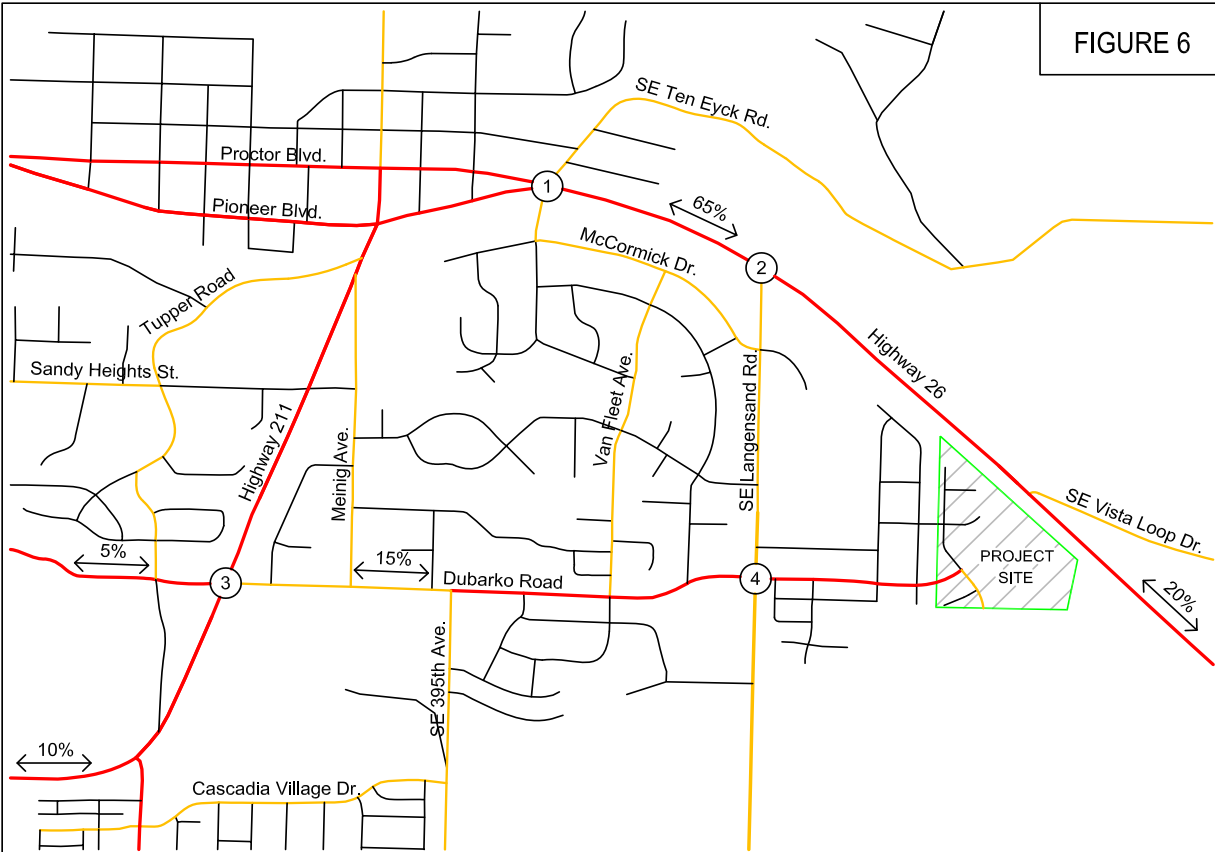 FIGURE 6
SE Ten Eyck Rd.
Proctor Blvd.
1
Pioneer Blvd.
65%
McCormick Dr.
2
Tupper Road
Highway 26
Sandy Heights St.
Highway 211
Meinig Ave.
Van Fleet Ave.
SE Langensand Rd.
SE Vista Loop Dr.
5%
15%
PROJECT
SITE
3
Dubarko Road
4
20%
SE 395th Ave.
10%
Cascadia Village Dr.